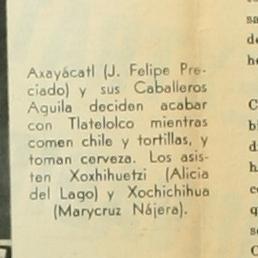 Axayácatl (J. Felipe Pre-
ciado) y sus Caballeros
Aguila deciden acabar
con Tlatelolco mientras
comen chile y tortillas, y
toman cerveza. Los asis-
ten Xoxhihuetzi (Alicia
del Lago) y Xochichihua
(Marycruz Nájera).